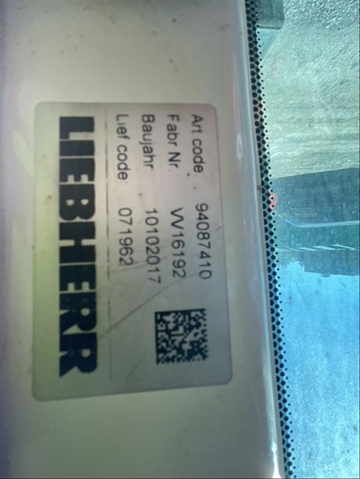 Art code 94087410
Fabr Nr. VV16192
Baujahr 10102017
Lief code 071962
LIEBHERR